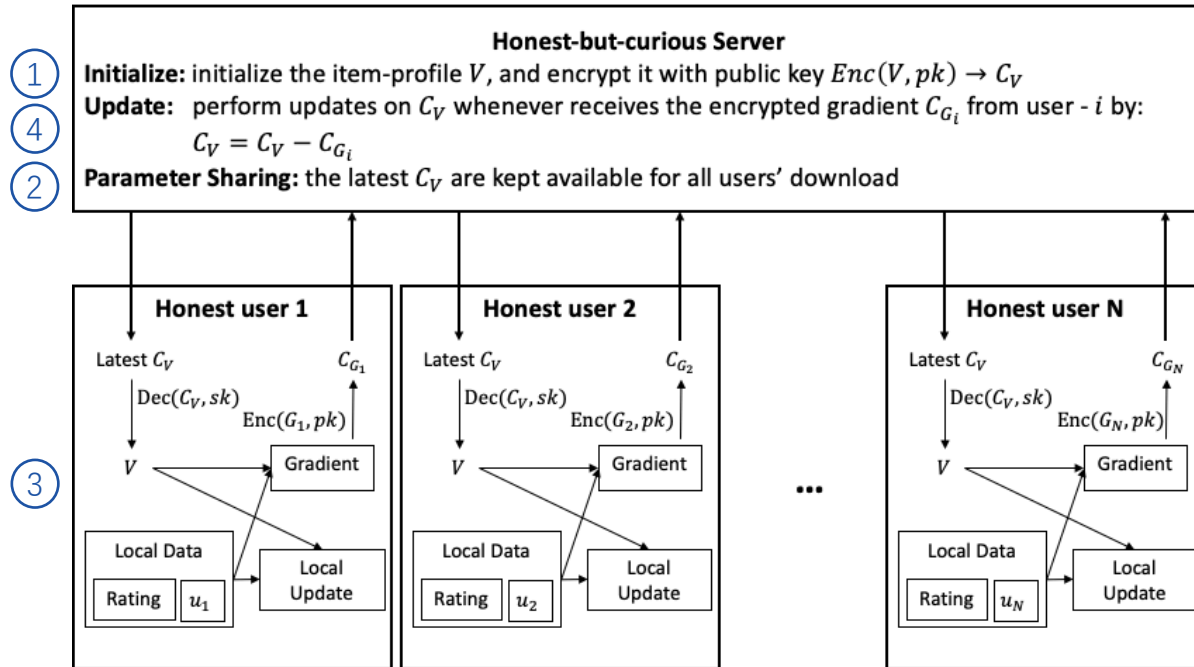 Honest-but-curious Server
① Initialize: initialize the item-profile V, and encrypt it with public key Enc(V, pk) → C_V
Update: perform updates on C_V whenever receives the encrypted gradient C_{G_i} from user - i by:
④ C_V = C_V − C_{G_i}
② Parameter Sharing: the latest C_V are kept available for all users' download
Honest user 1
Latest C_V
C_{G_1}
Dec(C_V, sk)
Enc(G_1, pk)
V
Gradient
Local Data
Rating
u_1
Local
Update
Honest user 2
Latest C_V
C_{G_2}
Dec(C_V, sk)
Enc(G_2, pk)
V
Gradient
Local Data
Rating
u_2
Local
Update
...
Honest user N
Latest C_V
C_{G_N}
Dec(C_V, sk)
Enc(G_N, pk)
V
Gradient
Local Data
Rating
u_N
Local
Update
③